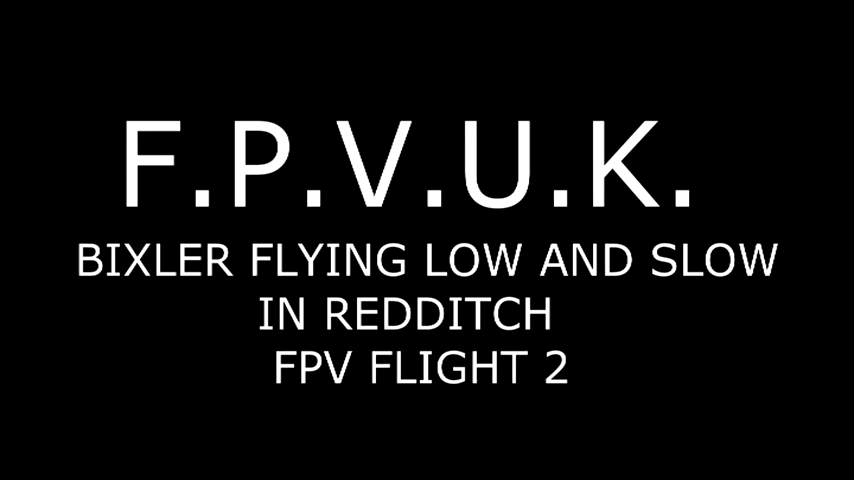 F.P.V.U.K.
BIXLER FLYING LOW AND SLOW
IN REDDITCH
FPV FLIGHT 2